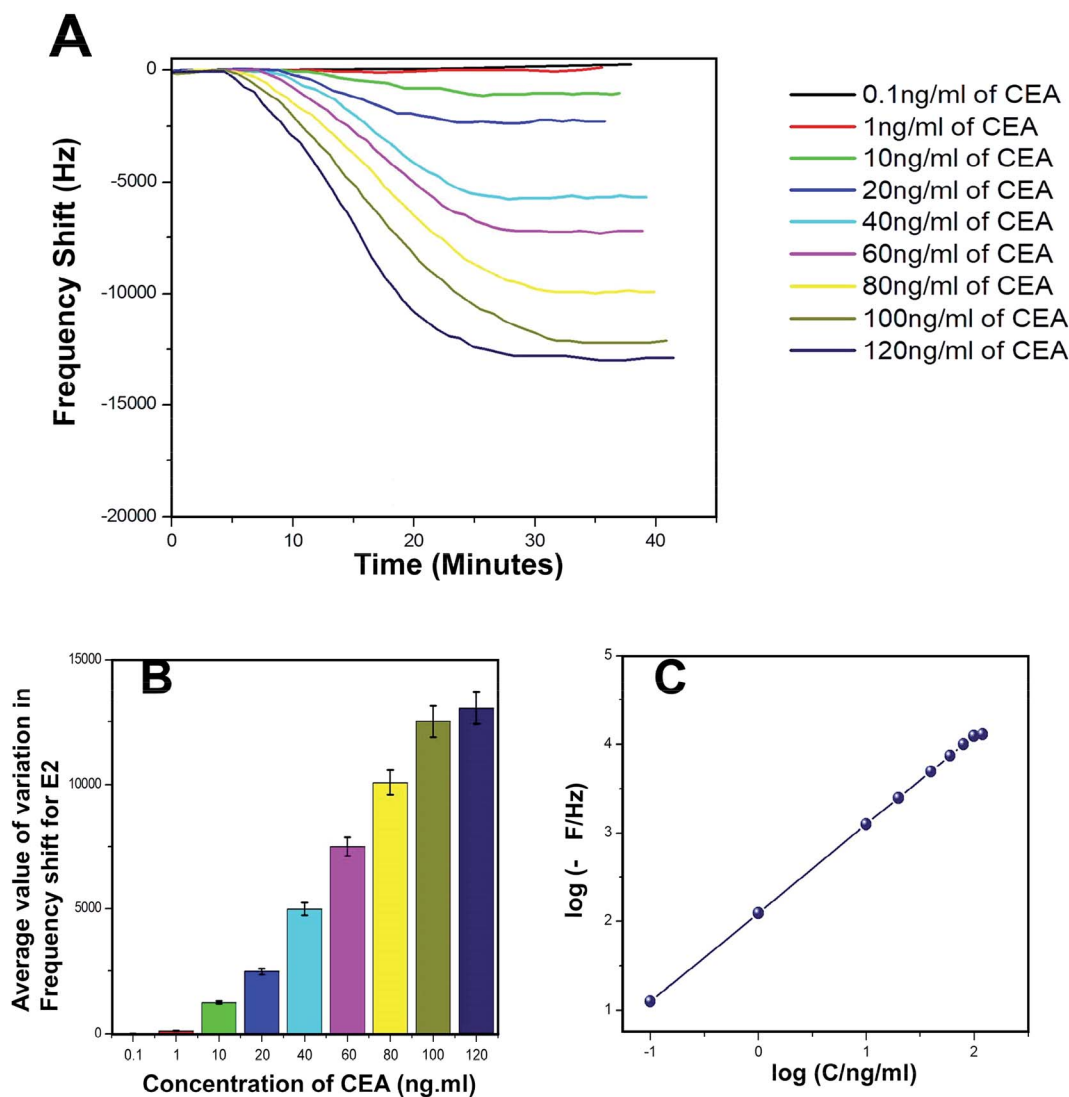 A
Frequency Shift (Hz)
0
-5000
-10000
-15000
-20000
0 10 20 30 40
Time (Minutes)
0.1ng/ml of CEA
1ng/ml of CEA
10ng/ml of CEA
20ng/ml of CEA
40ng/ml of CEA
60ng/ml of CEA
80ng/ml of CEA
100ng/ml of CEA
120ng/ml of CEA
B
Average value of variation in
Frequency shift for E2
15000
10000
5000
0
0.1 1 10 20 40 60 80 100 120
Concentration of CEA (ng.ml)
C
log (- F/Hz)
5
4
3
2
1
-1 0 1 2
log (C/ng/ml)